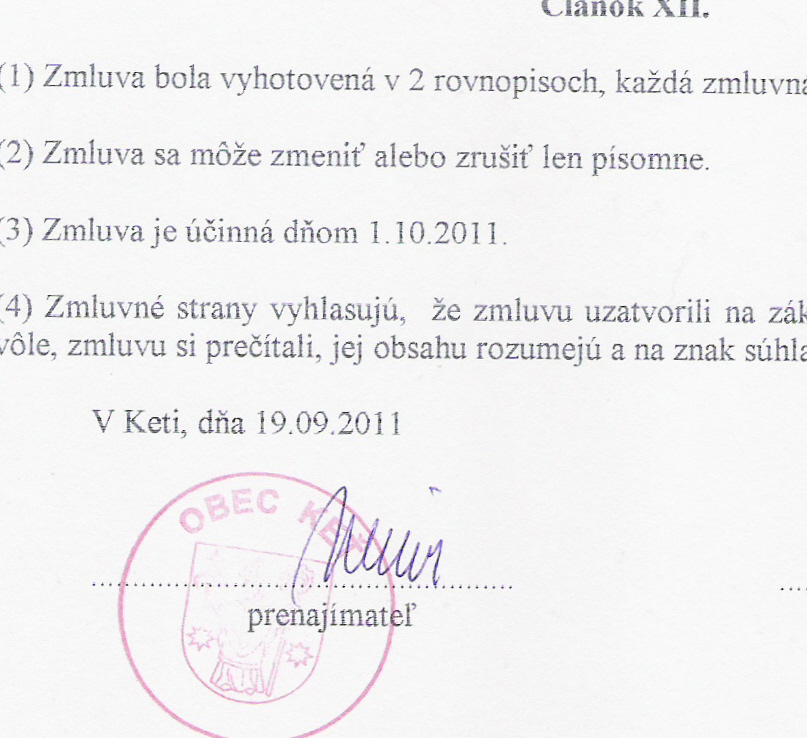 Článok XII.
(1) Zmluva bola vyhotovená v 2 rovnopisoch, každá zmluvná
(2) Zmluva sa môže zmeniť alebo zrušiť len písomne.
(3) Zmluva je účinná dňom 1.10.2011.
(4) Zmluvné strany vyhlasujú, že zmluvu uzatvorili na zák
vôle, zmluvu si prečítali, jej obsahu rozumejú a na znak súhla
V Keti, dňa 19.09.2011
OBEC KEŤ
prenajímateľ